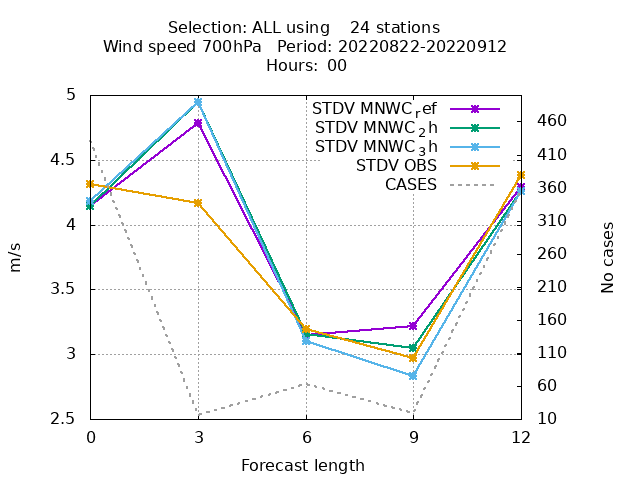 Selection: ALL using    24 stations
Wind speed 700hPa   Period: 20220822-20220912
Hours: 00
STDV MNWC_ref
STDV MNWC_2h
STDV MNWC_3h
STDV OBS
CASES
5
4.5
4
3.5
3
2.5
m/s
460
410
360
310
260
210
160
110
60
10
No cases
0 3 6 9 12
Forecast length